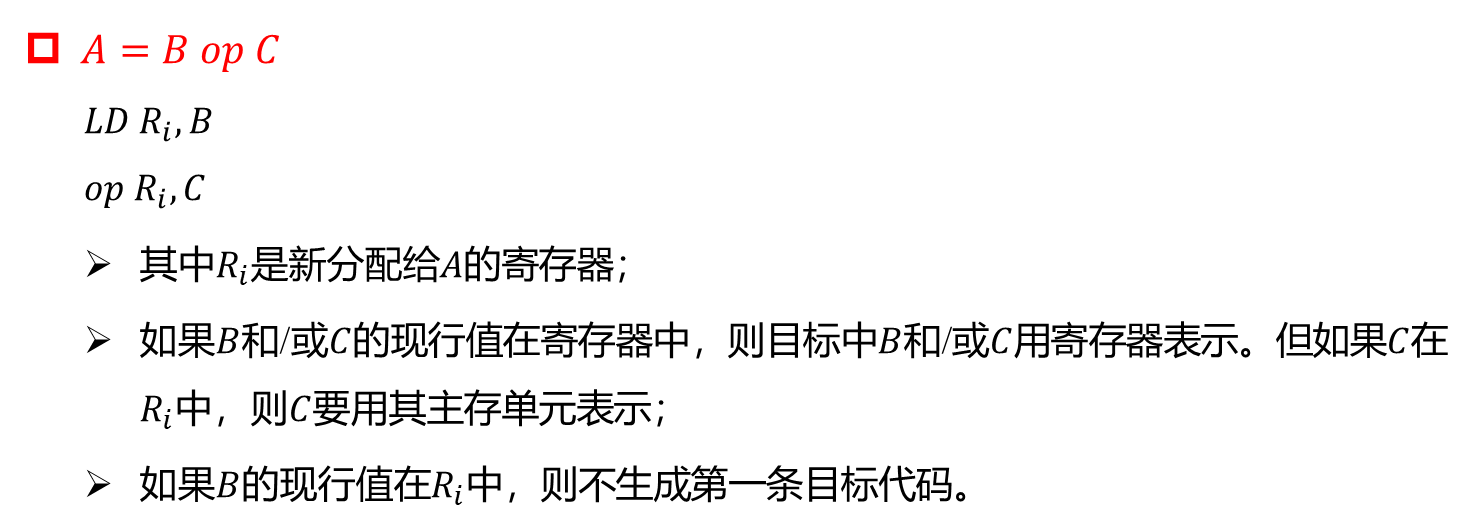 A = B op C
LD Rᵢ, B
op Rᵢ, C
其中Rᵢ是新分配给A的寄存器；
如果B和/或C的现行值在寄存器中，则目标中B和/或C用寄存器表示。但如果C在
Rᵢ中，则C要用其主存单元表示；
如果B的现行值在Rᵢ中，则不生成第一条目标代码。